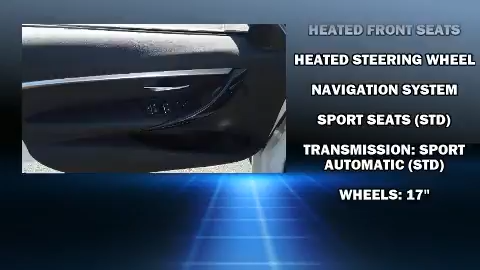 HEATED FRONT SEATS
HEATED STEERING WHEEL
NAVIGATION SYSTEM
SPORT SEATS (STD)
TRANSMISSION: SPORT
AUTOMATIC (STD)
WHEELS: 17"